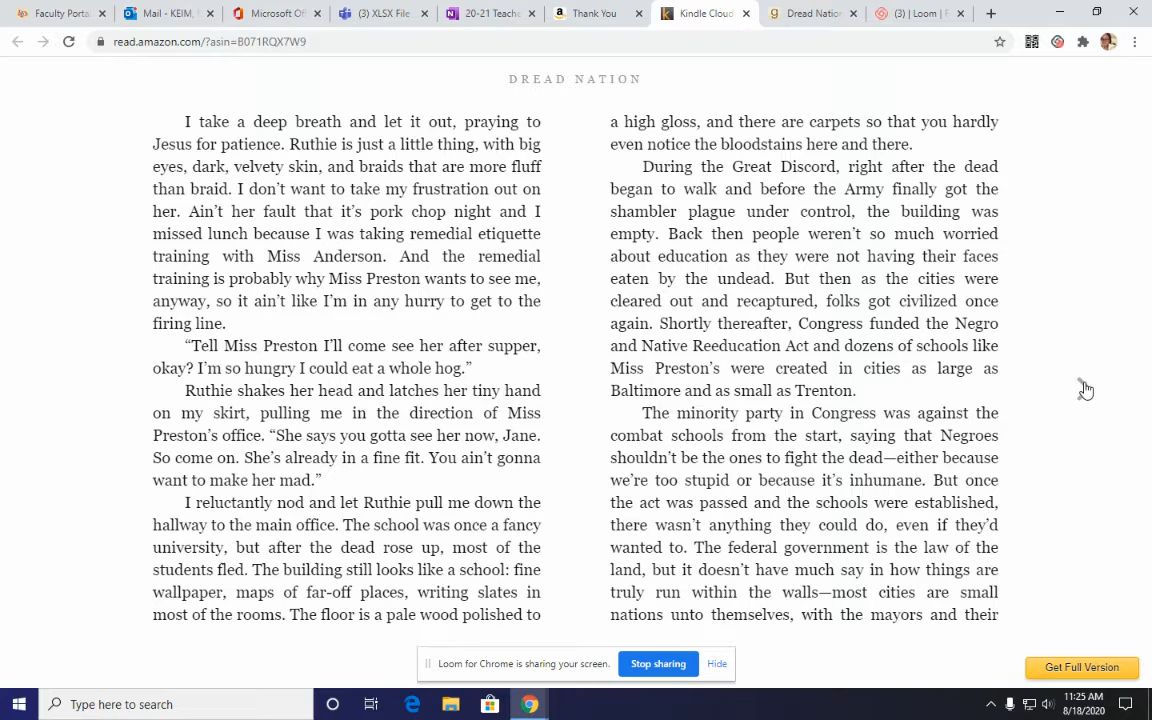 Faculty Porta
Mail - KEIM,
Microsoft Of
(3) XLSX File
20-21 Teache
Thank You
Kindle Cloud
Dread Natio
(3) | Loom |
read.amazon.com/?asin=B071RQX7W9
DREAD NATION
I take a deep breath and let it out, praying to
Jesus for patience. Ruthie is just a little thing, with big
eyes, dark, velvety skin, and braids that are more fluff
than braid. I don’t want to take my frustration out on
her. Ain’t her fault that it’s pork chop night and I
missed lunch because I was taking remedial etiquette
training with Miss Anderson. And the remedial
training is probably why Miss Preston wants to see me,
anyway, so it ain’t like I’m in any hurry to get to the
firing line.
“Tell Miss Preston I’ll come see her after supper,
okay? I’m so hungry I could eat a whole hog.”
Ruthie shakes her head and latches her tiny hand
on my skirt, pulling me in the direction of Miss
Preston’s office. “She says you gotta see her now, Jane.
So come on. She’s already in a fine fit. You ain’t gonna
want to make her mad.”
I reluctantly nod and let Ruthie pull me down the
hallway to the main office. The school was once a fancy
university, but after the dead rose up, most of the
students fled. The building still looks like a school: fine
wallpaper, maps of far-off places, writing slates in
most of the rooms. The floor is a pale wood polished to
a high gloss, and there are carpets so that you hardly
even notice the bloodstains here and there.
During the Great Discord, right after the dead
began to walk and before the Army finally got the
shambler plague under control, the building was
empty. Back then people weren’t so much worried
about education as they were not having their faces
eaten by the undead. But then as the cities were
cleared out and recaptured, folks got civilized once
again. Shortly thereafter, Congress funded the Negro
and Native Reeducation Act and dozens of schools like
Miss Preston’s were created in cities as large as
Baltimore and as small as Trenton.
The minority party in Congress was against the
combat schools from the start, saying that Negroes
shouldn’t be the ones to fight the dead—either because
we’re too stupid or because it’s inhumane. But once
the act was passed and the schools were established,
there wasn’t anything they could do, even if they’d
wanted to. The federal government is the law of the
land, but it doesn’t have much say in how things are
truly run within the walls—most cities are small
nations unto themselves, with the mayors and their
Loom for Chrome is sharing your screen.
Stop sharing
Hide
Get Full Version
Type here to search
11:25 AM
8/18/2020